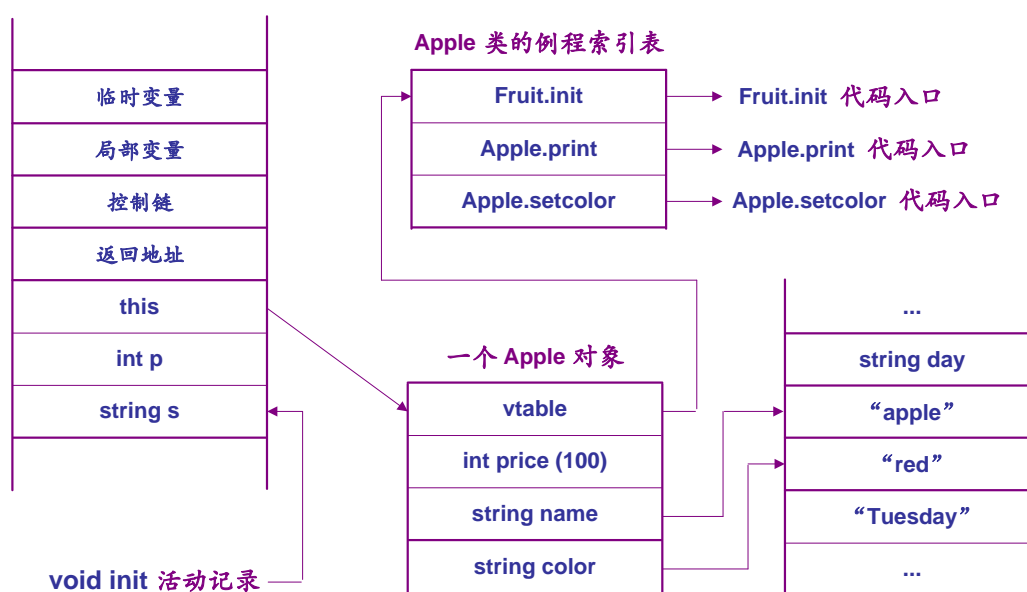 临时变量
局部变量
控制链
返回地址
this
int p
string s
void init 活动记录
Apple 类的例程索引表
Fruit.init
Fruit.init 代码入口
Apple.print
Apple.print 代码入口
Apple.setcolor
Apple.setcolor 代码入口
一个 Apple 对象
vtable
int price (100)
string name
string color
...
string day
“apple”
“red”
“Tuesday”
...